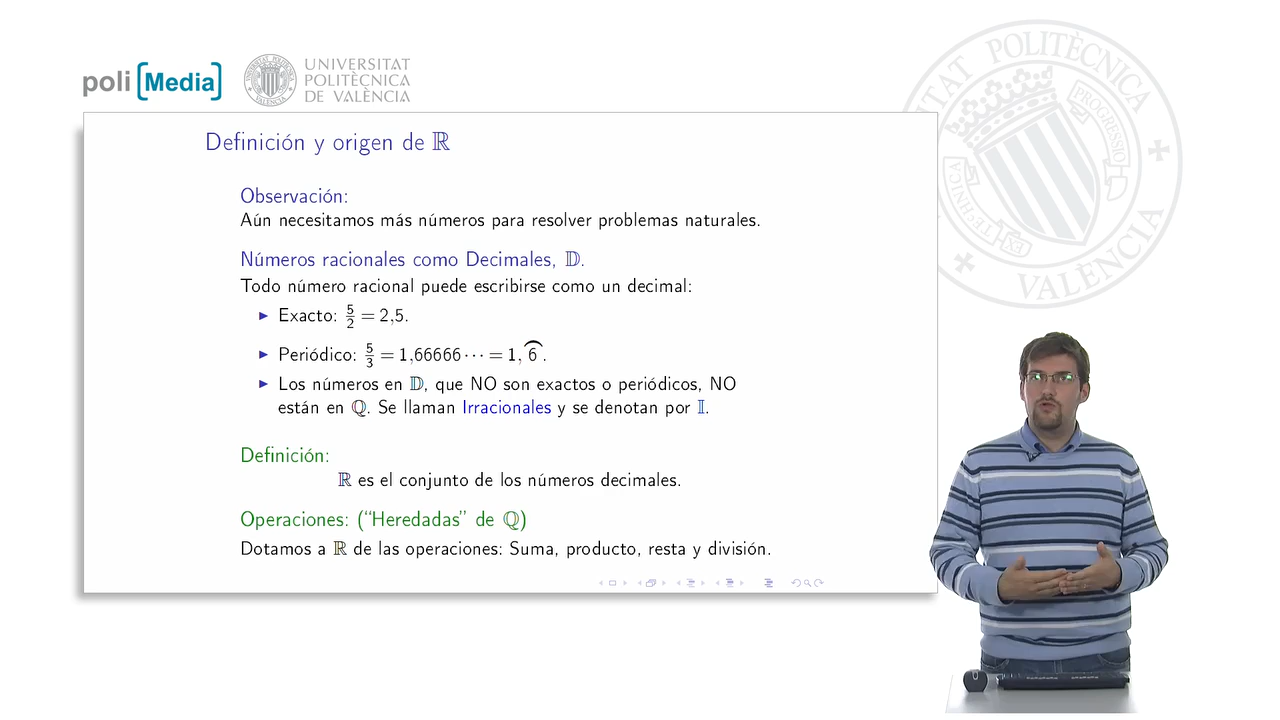 poli[Media]
UNIVERSITAT
POLITÈCNICA
DE VALÈNCIA
Definición y origen de ℝ
Observación:
Aún necesitamos más números para resolver problemas naturales.
Números racionales como Decimales, 𝔻.
Todo número racional puede escribirse como un decimal:
▶ Exacto: 5/2 = 2,5.
▶ Periódico: 5/3 = 1,66666··· = 1,6̑.
▶ Los números en 𝔻, que NO son exactos o periódicos, NO
están en ℚ. Se llaman Irracionales y se denotan por 𝕀.
Definición:
ℝ es el conjunto de los números decimales.
Operaciones: (“Heredadas” de ℚ)
Dotamos a ℝ de las operaciones: Suma, producto, resta y división.
POLITÈCNICA
VALÈNCIA
PROGRESSIO